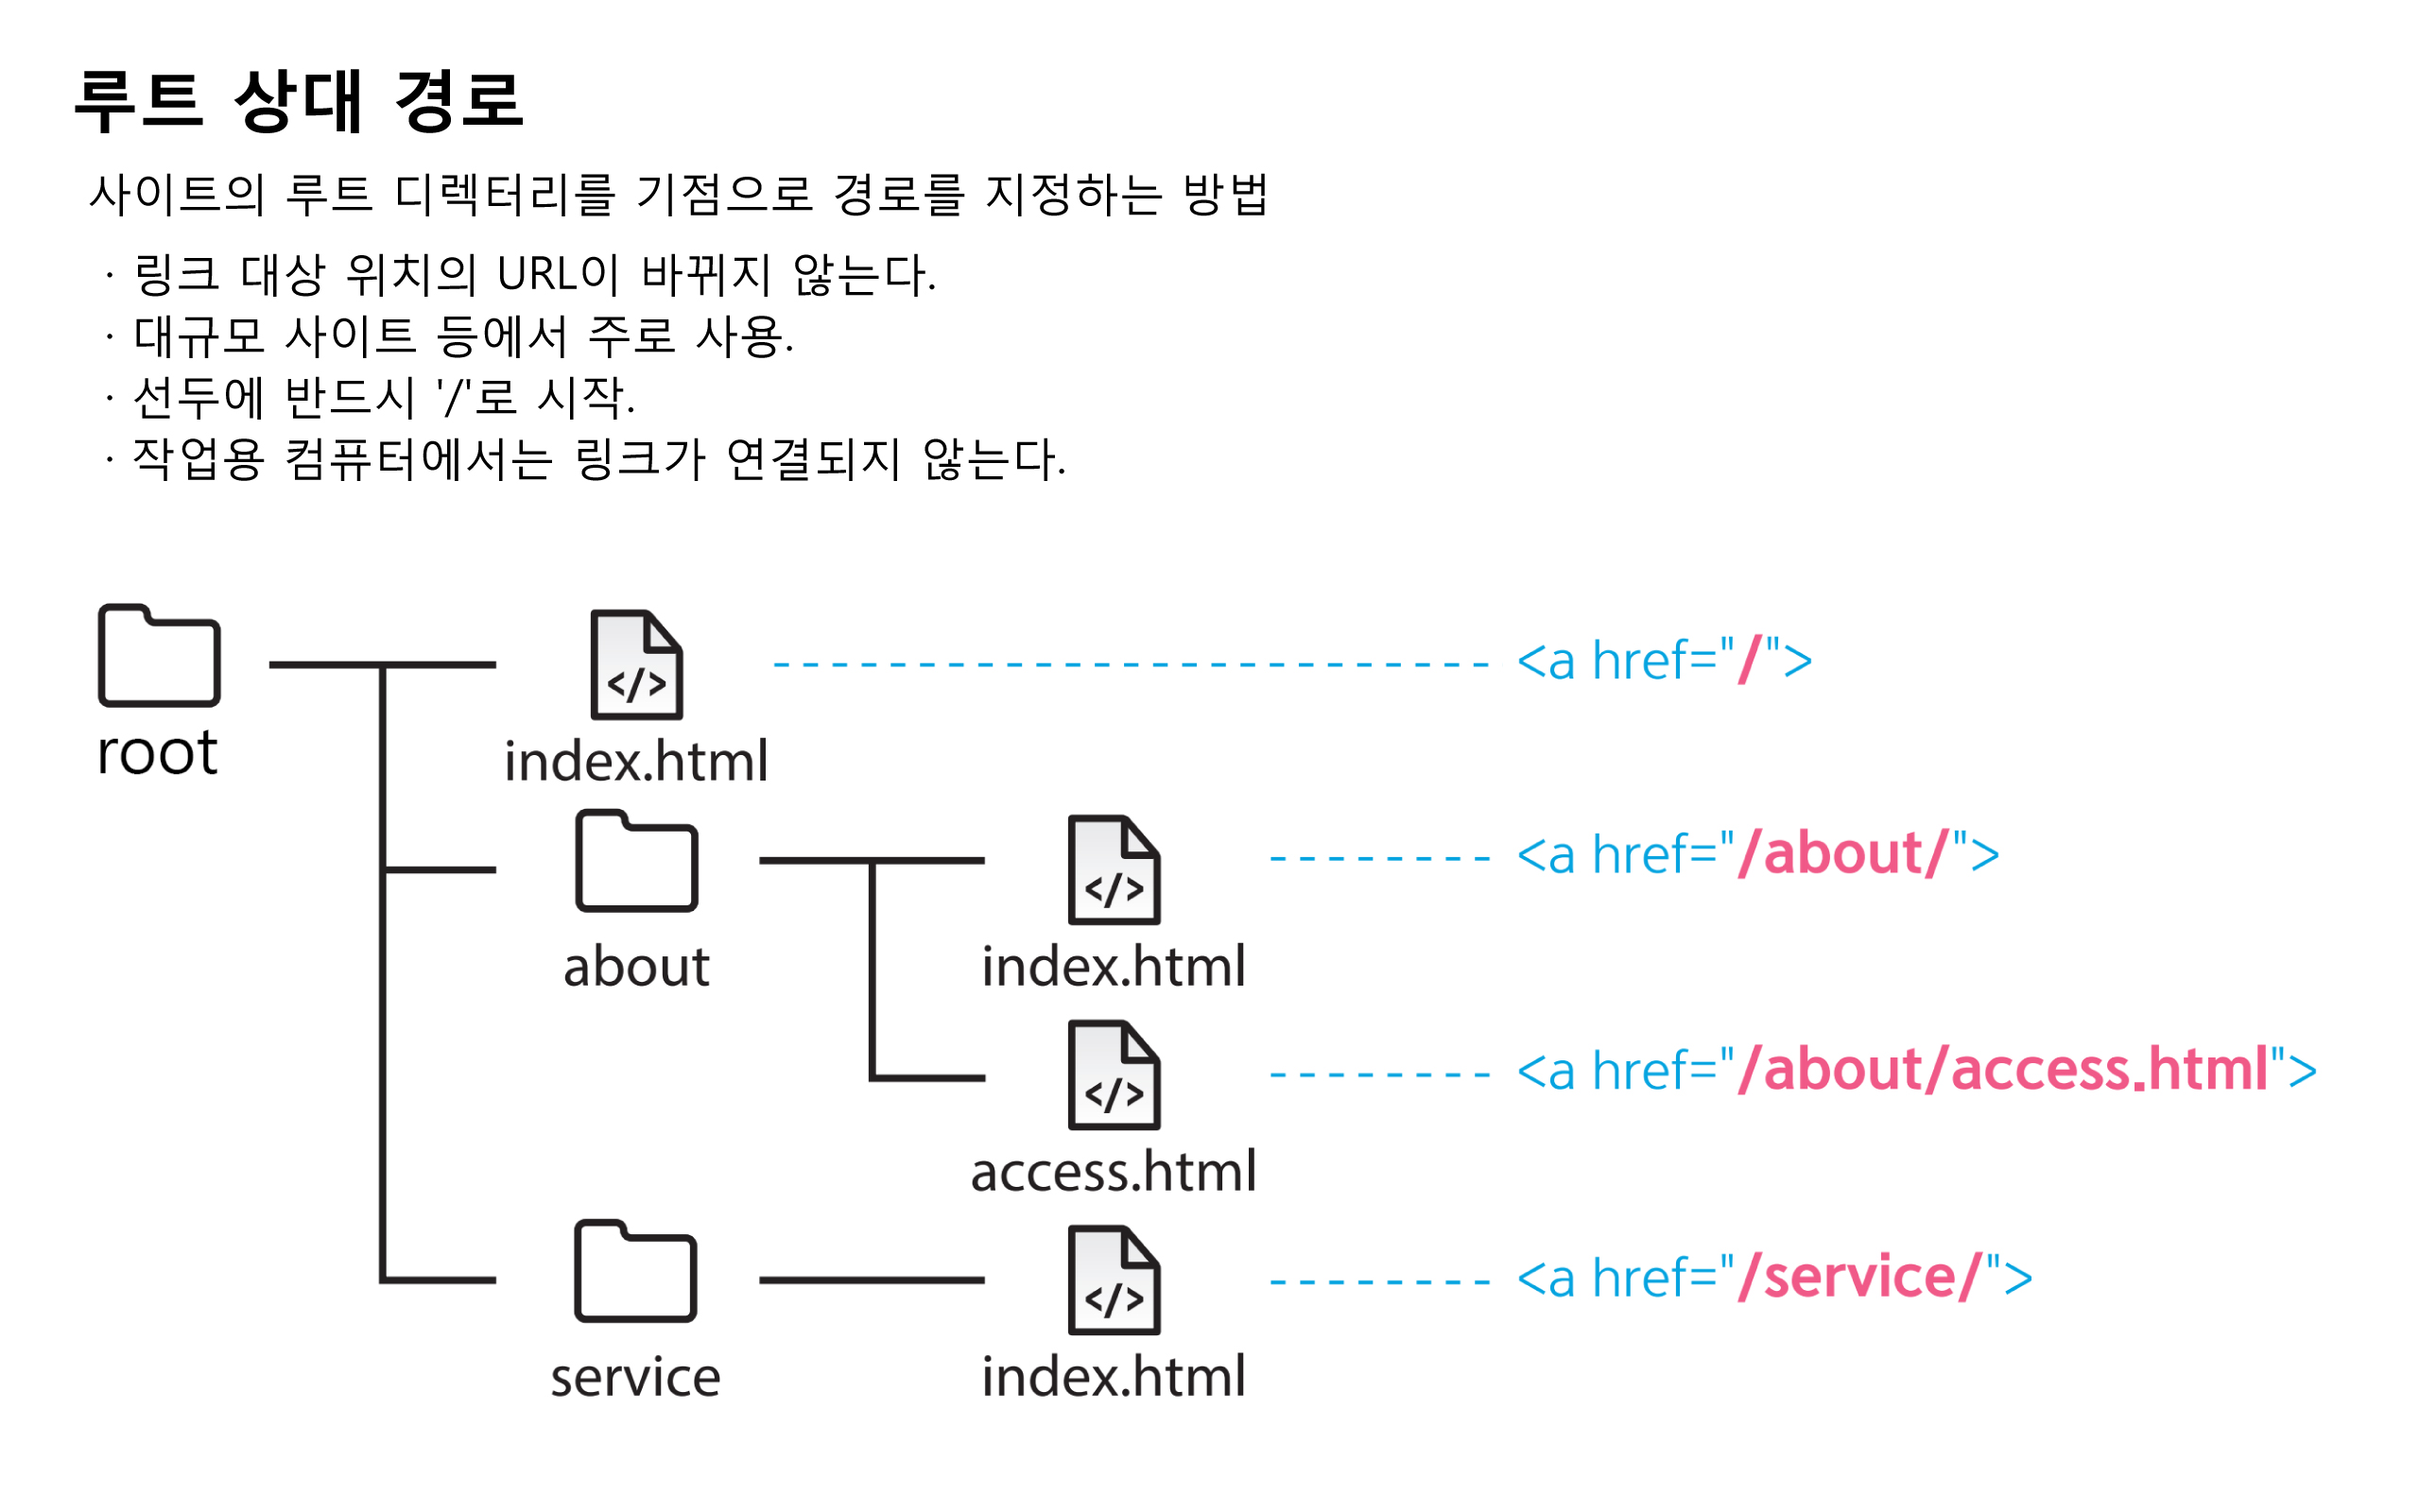 루트 상대 경로
사이트의 루트 디렉터리를 기점으로 경로를 지정하는 방법
· 링크 대상 위치의 URL이 바뀌지 않는다.
· 대규모 사이트 등에서 주로 사용.
· 선두에 반드시 '/'로 시작.
· 작업용 컴퓨터에서는 링크가 연결되지 않는다.
root
</>
index.html
<a href="/">
about
</>
index.html
<a href="/about/">
</>
access.html
<a href="/about/access.html">
service
</>
index.html
<a href="/service/">